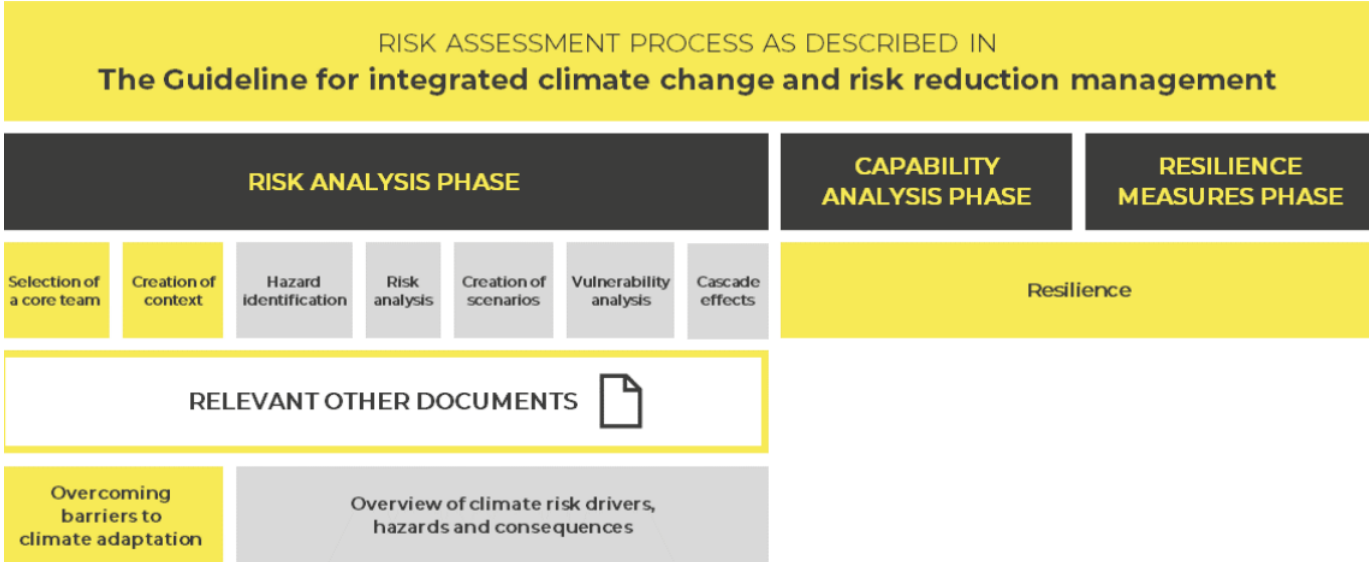 RISK ASSESSMENT PROCESS AS DESCRIBED IN
The Guideline for integrated climate change and risk reduction management
RISK ANALYSIS PHASE
CAPABILITY
ANALYSIS PHASE
RESILIENCE
MEASURES PHASE
Selection of
a core team
Creation of
context
Hazard
identification
Risk
analysis
Creation of
scenarios
Vulnerability
analysis
Cascade
effects
Resilience
RELEVANT OTHER DOCUMENTS
Overcoming
barriers to
climate adaptation
Overview of climate risk drivers,
hazards and consequences